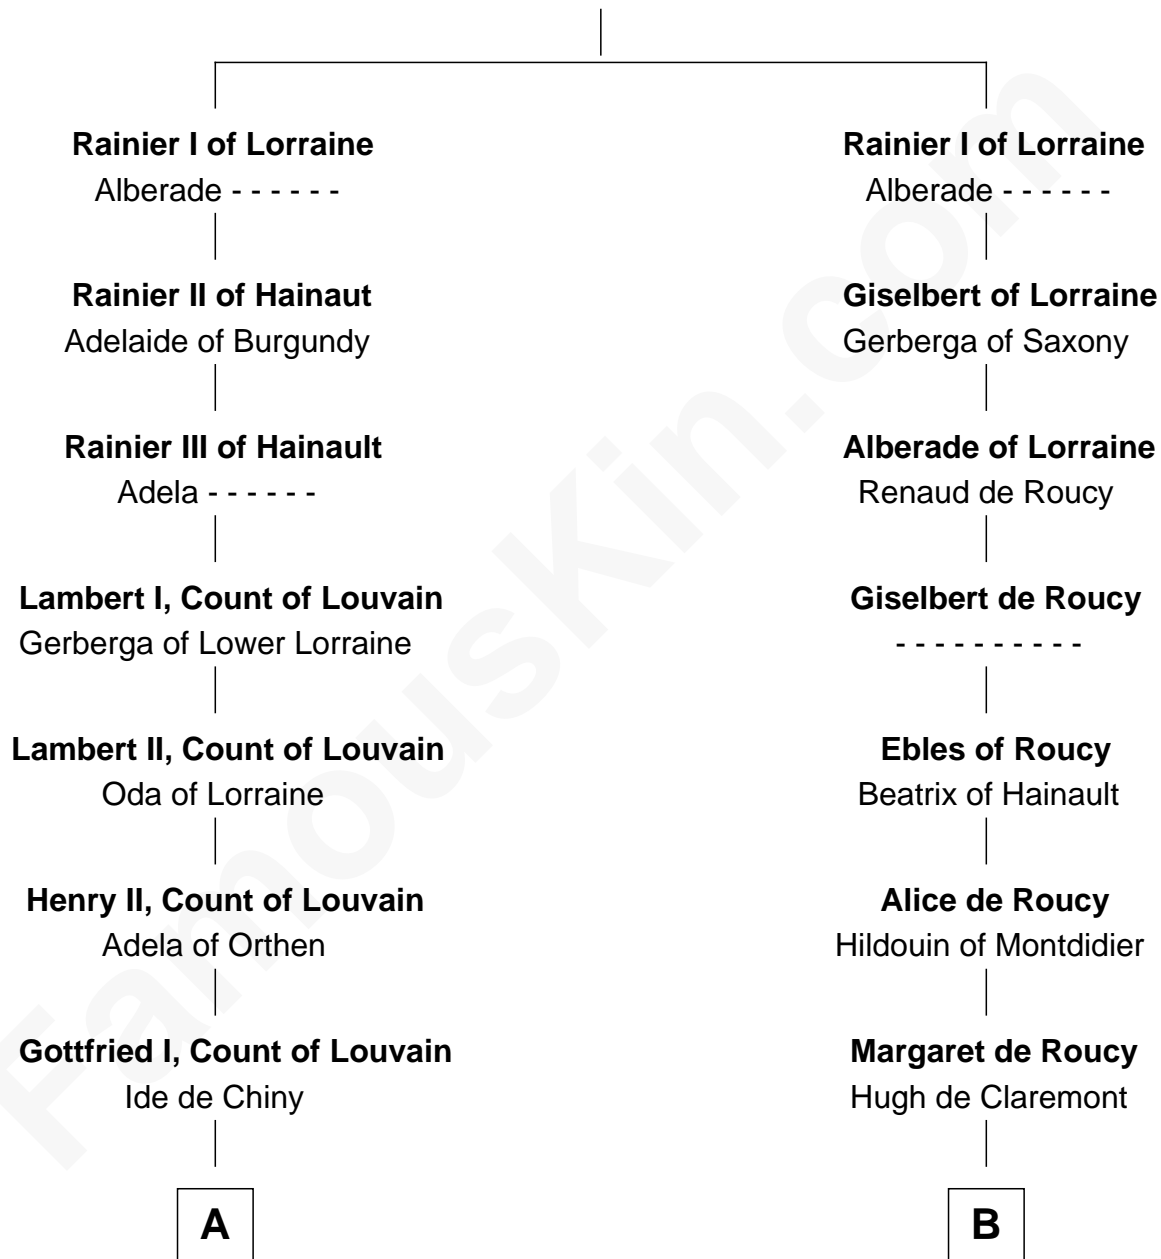 Rainier I of Lorraine
Alberade - - - - - -
Rainier II of Hainaut
Adelaide of Burgundy
Rainier III of Hainault
Adela - - - - - -
Lambert I, Count of Louvain
Gerberga of Lower Lorraine
Lambert II, Count of Louvain
Oda of Lorraine
Henry II, Count of Louvain
Adela of Orthen
Gottfried I, Count of Louvain
Ide de Chiny
A
Rainier I of Lorraine
Alberade - - - - - -
Giselbert of Lorraine
Gerberga of Saxony
Alberade of Lorraine
Renaud de Roucy
Giselbert de Roucy
- - - - - - - - - -
Ebles of Roucy
Beatrix of Hainault
Alice de Roucy
Hildouin of Montdidier
Margaret de Roucy
Hugh de Claremont
B
FamousKin.com